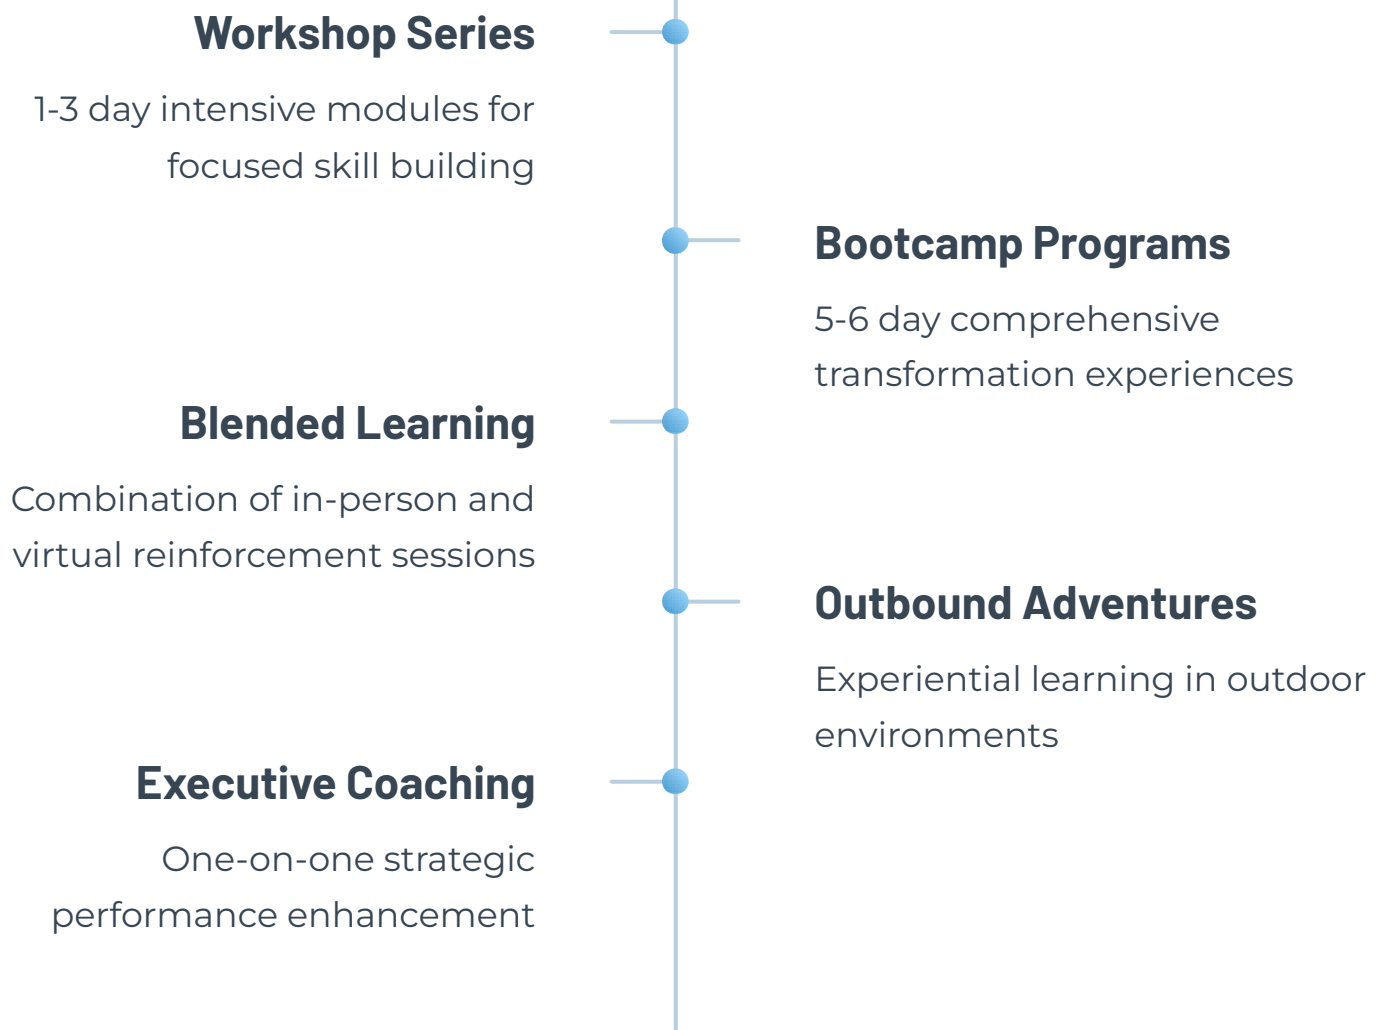 Workshop Series
1-3 day intensive modules for
focused skill building
Bootcamp Programs
5-6 day comprehensive
transformation experiences
Blended Learning
Combination of in-person and
virtual reinforcement sessions
Outbound Adventures
Experiential learning in outdoor
environments
Executive Coaching
One-on-one strategic
performance enhancement